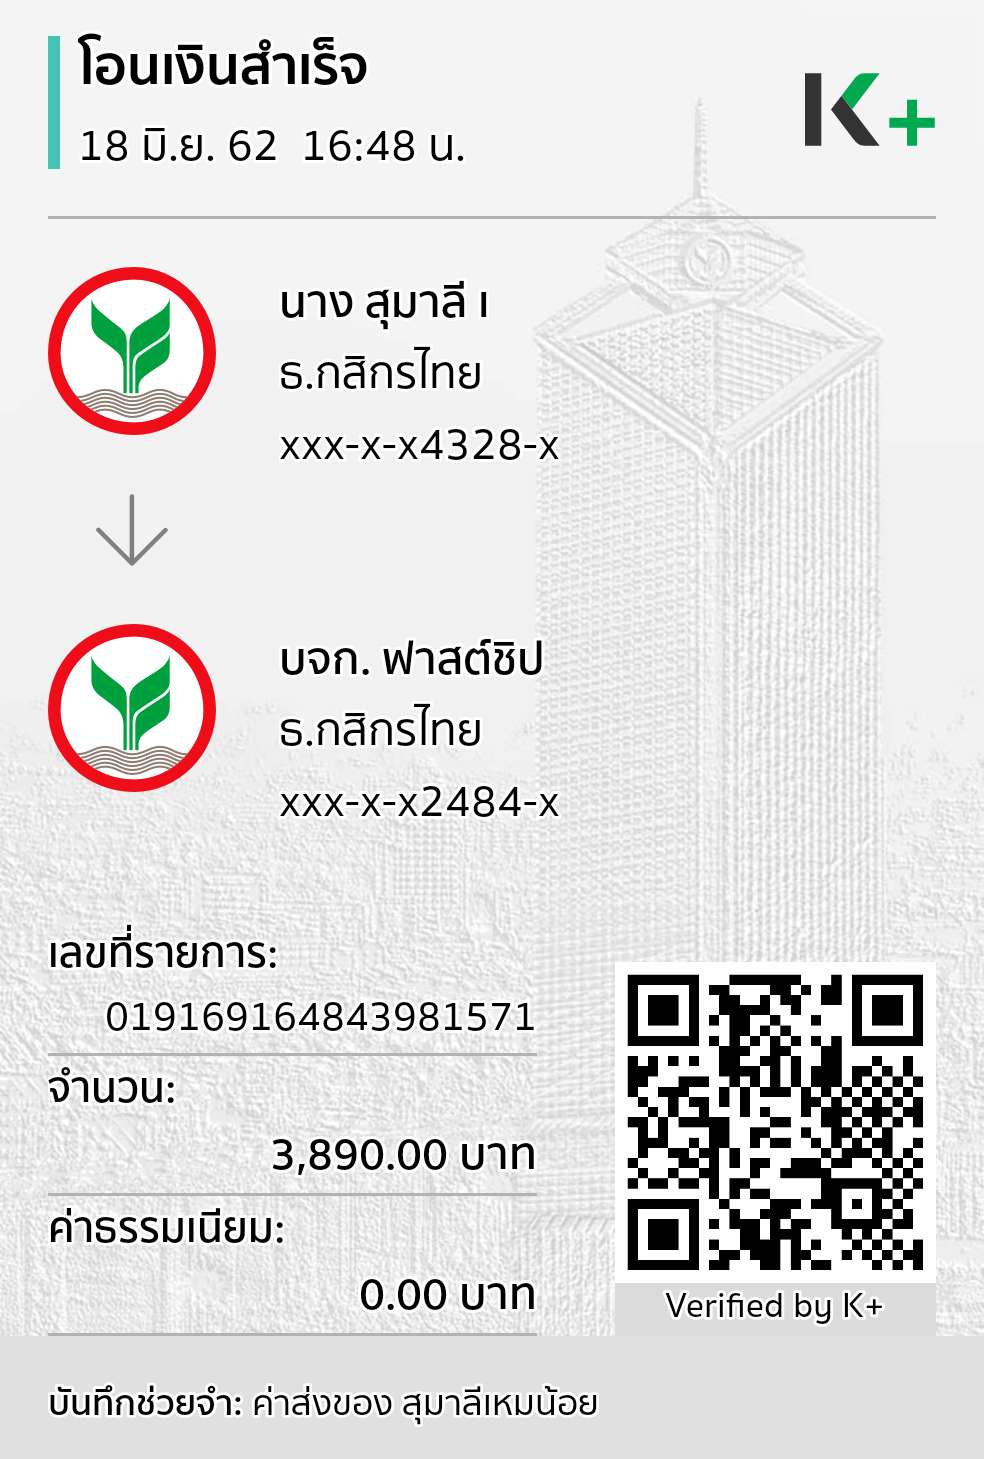 โอนเงินสำเร็จ
18 มิ.ย. 62 16:48 น.
K+
นาง สุมาลี เ
ธ.กสิกรไทย
xxx-x-x4328-x
บจก. ฟาสต์ชิป
ธ.กสิกรไทย
xxx-x-x2484-x
เลขที่รายการ:
019169164843981571
จำนวน:
3,890.00 บาท
ค่าธรรมเนียม:
0.00 บาท
Verified by K+
บันทึกช่วยจำ: ค่าส่งของ สุมาลีเหมน้อย